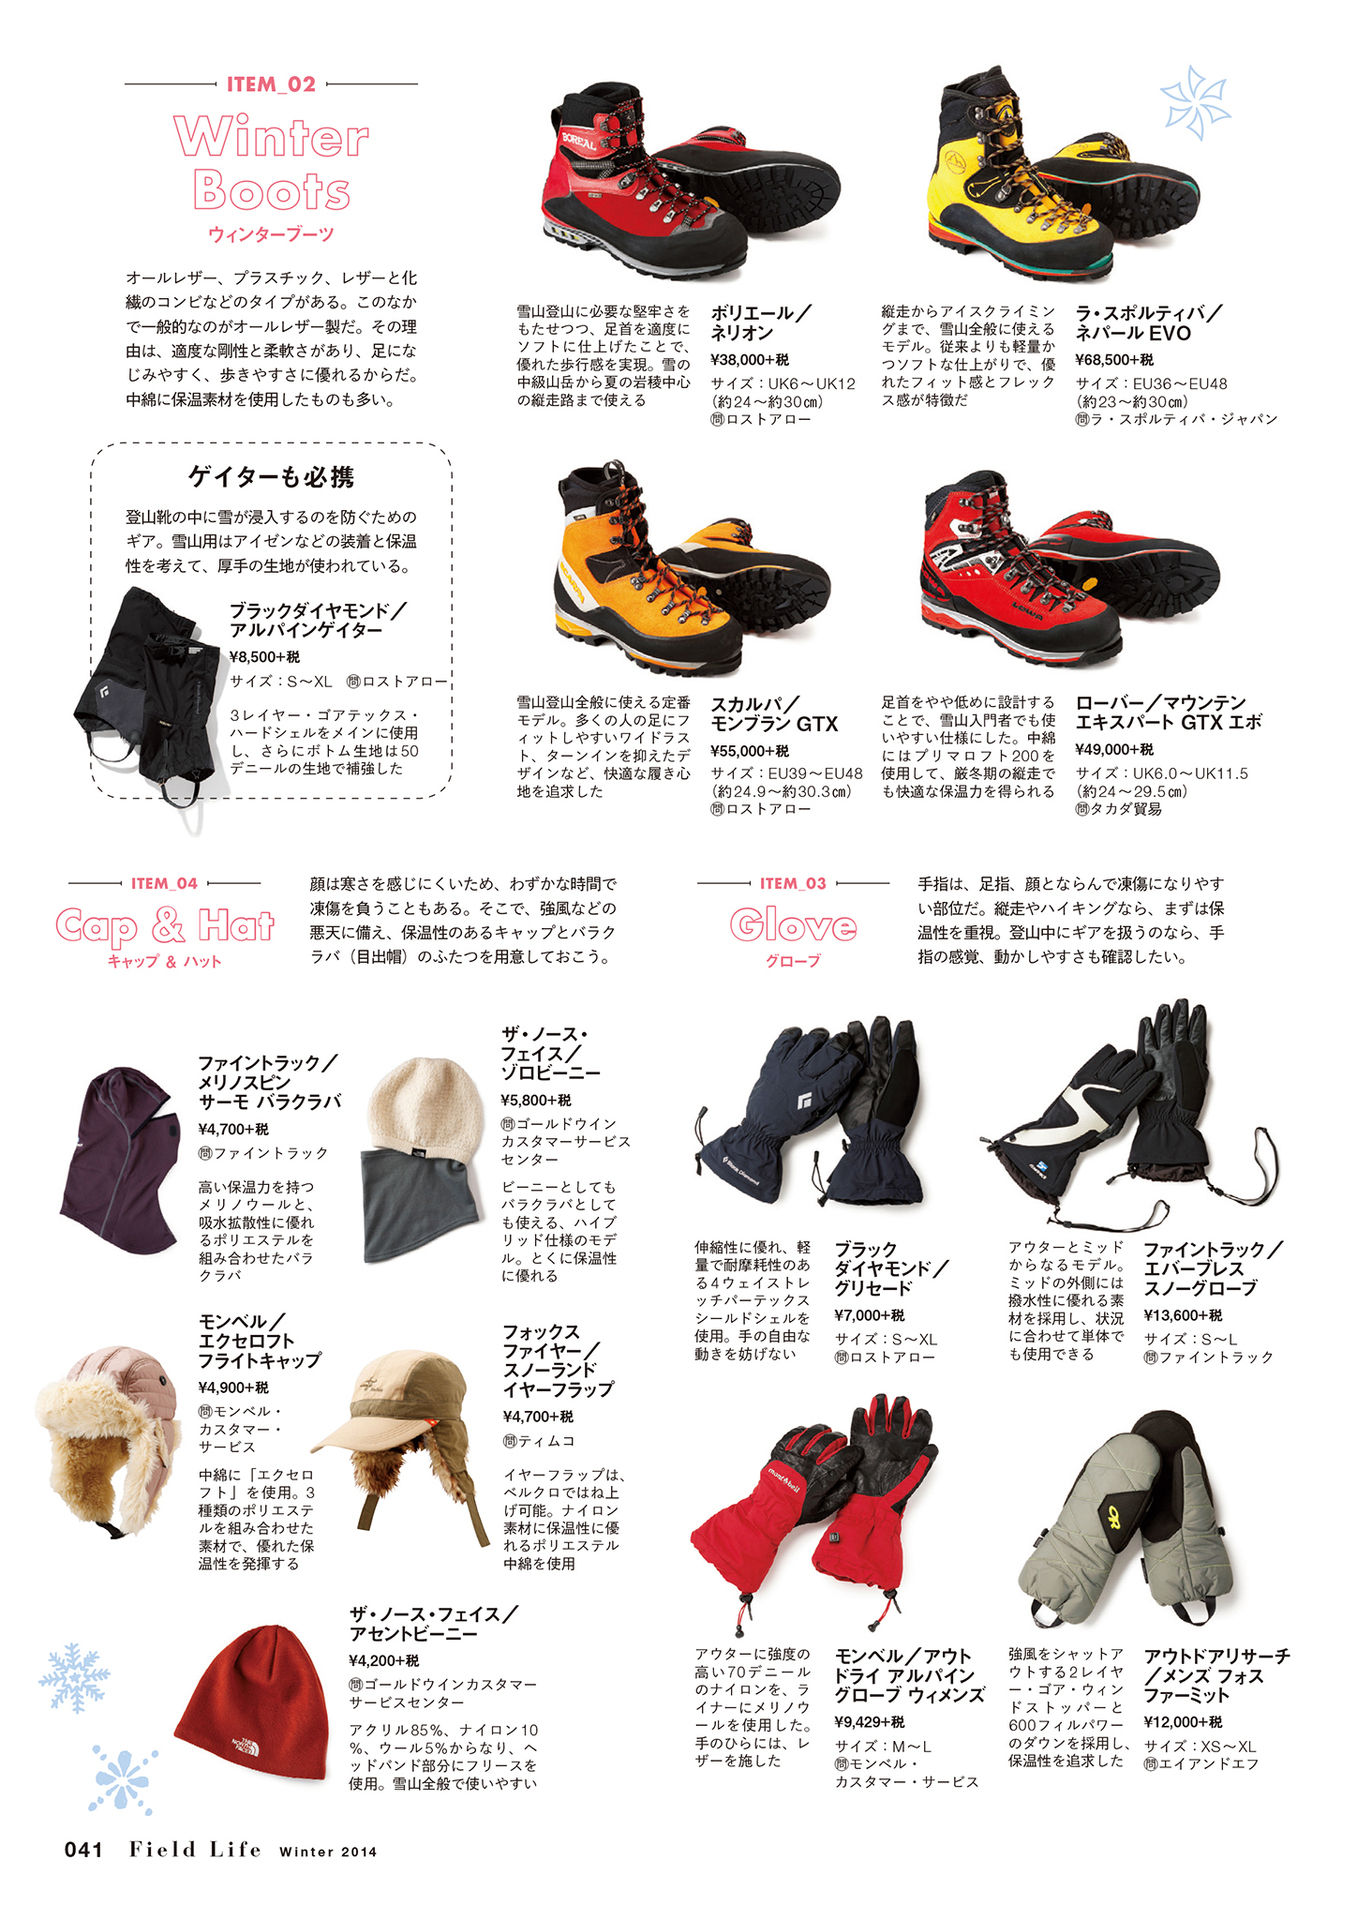 ITEM_02
Winter
Boots
ウィンターブーツ
オールレザー、プラスチック、レザーと化
繊のコンビなどのタイプがある。このなか
で一般的なのがオールレザー製だ。その理
由は、適度な剛性と柔軟さがあり、足にな
じみやすく、歩きやすさに優れるからだ。
中綿に保温素材を使用したものも多い。
BOREAL
雪山登山に必要な堅牢さを
もたせつつ、足首を適度に
ソフトに仕上げたことで、
優れた歩行感を実現。雪の
中級山岳から夏の岩稜中心
の縦走路まで使える
ボリエール／
ネリオン
¥38,000+税
サイズ：UK6〜UK12
（約24〜約30㎝）
㉄ロストアロー
縦走からアイスクライミン
グまで、雪山全般に使える
モデル。従来よりも軽量か
つソフトな仕上がりで、優
れたフィット感とフレック
ス感が特徴だ
ラ・スポルティバ／
ネパール EVO
¥68,500+税
サイズ：EU36〜EU48
（約23〜約30㎝）
㉄ラ・スポルティバ・ジャパン
ゲイターも必携
登山靴の中に雪が浸入するのを防ぐための
ギア。雪山用はアイゼンなどの装着と保温
性を考えて、厚手の生地が使われている。
ブラックダイヤモンド／
アルパインゲイター
¥8,500+税
サイズ：S〜XL　㉄ロストアロー
3レイヤー・ゴアテックス・
ハードシェルをメインに使用
し、さらにボトム生地は50
デニールの生地で補強した
SCARPA
雪山登山全般に使える定番
モデル。多くの人の足にフ
ィットしやすいワイドラス
ト、ターンインを抑えたデ
ザインなど、快適な履き心
地を追求した
スカルパ／
モンブラン GTX
¥55,000+税
サイズ：EU39〜EU48
（約24.9〜約30.3㎝）
㉄ロストアロー
LOWA
足首をやや低めに設計する
ことで、雪山入門者でも使
いやすい仕様にした。中綿
にはプリマロフト200を
使用して、厳冬期の縦走で
も快適な保温力を得られる
ローバー／マウンテン
エキスパート GTX エボ
¥49,000+税
サイズ：UK6.0〜UK11.5
（約24〜29.5㎝）
㉄タカダ貿易
ITEM_04
Cap & Hat
キャップ & ハット
顔は寒さを感じにくいため、わずかな時間で
凍傷を負うこともある。そこで、強風などの
悪天に備え、保温性のあるキャップとバラク
ラバ（目出帽）のふたつを用意しておこう。
ファイントラック／
メリノスピン
サーモ バラクラバ
¥4,700+税
㉄ファイントラック
高い保温力を持つ
メリノウールと、
吸水拡散性に優れ
るポリエステルを
組み合わせたバラ
クラバ
ザ・ノース・
フェイス／
ゾロビーニー
¥5,800+税
㉄ゴールドウイン
カスタマーサービス
センター
ビーニーとしても
バラクラバとして
も使える、ハイブ
リッド仕様のモデ
ル。とくに保温性
に優れる
モンベル／
エクセロフト
フライトキャップ
¥4,900+税
㉄モンベル・
カスタマー・
サービス
中綿に「エクセロ
フト」を使用。3
種類のポリエステ
ルを組み合わせた
素材で、優れた保
温性を発揮する
フォックス
ファイヤー／
スノーランド
イヤーフラップ
¥4,700+税
㉄ティムコ
イヤーフラップは、
ベルクロではね上
げ可能。ナイロン
素材に保温性に優
れるポリエステル
中綿を使用
THE
NORTH
FACE
ザ・ノース・フェイス／
アセントビーニー
¥4,200+税
㉄ゴールドウインカスタマー
サービスセンター
アクリル85%、ナイロン10
%、ウール5%からなり、ヘ
ッドバンド部分にフリースを
使用。雪山全般で使いやすい
ITEM_03
Glove
グローブ
手指は、足指、顔とならんで凍傷になりやす
い部位だ。縦走やハイキングなら、まずは保
温性を重視。登山中にギアを扱うのなら、手
指の感覚、動かしやすさも確認したい。
Black Diamond
伸縮性に優れ、軽
量で耐摩耗性のあ
る4ウェイストレ
ッチパーテックス
シールドシェルを
使用。手の自由な
動きを妨げない
ブラック
ダイヤモンド／
グリセード
¥7,000+税
サイズ：S〜XL
㉄ロストアロー
アウターとミッド
からなるモデル。
ミッドの外側には
撥水性に優れる素
材を採用し、状況
に合わせて単体で
も使用できる
ファイントラック／
エバーブレス
スノーグローブ
¥13,600+税
サイズ：S〜L
㉄ファイントラック
mont-bell
アウターに強度の
高い70デニール
のナイロンを、ラ
イナーにメリノウ
ールを使用した。
手のひらには、レ
ザーを施した
モンベル／アウト
ドライ アルパイン
グローブ ウィメンズ
¥9,429+税
サイズ：M〜L
㉄モンベル・
カスタマー・サービス
OR
強風をシャットア
ウトする2レイヤ
ー・ゴア・ウィン
ドストッパーと
600フィルパワー
のダウンを採用し、
保温性を追求した
アウトドアリサーチ
／メンズ フォス
ファーミット
¥12,000+税
サイズ：XS〜XL
㉄エイアンドエフ
041 Field Life Winter 2014